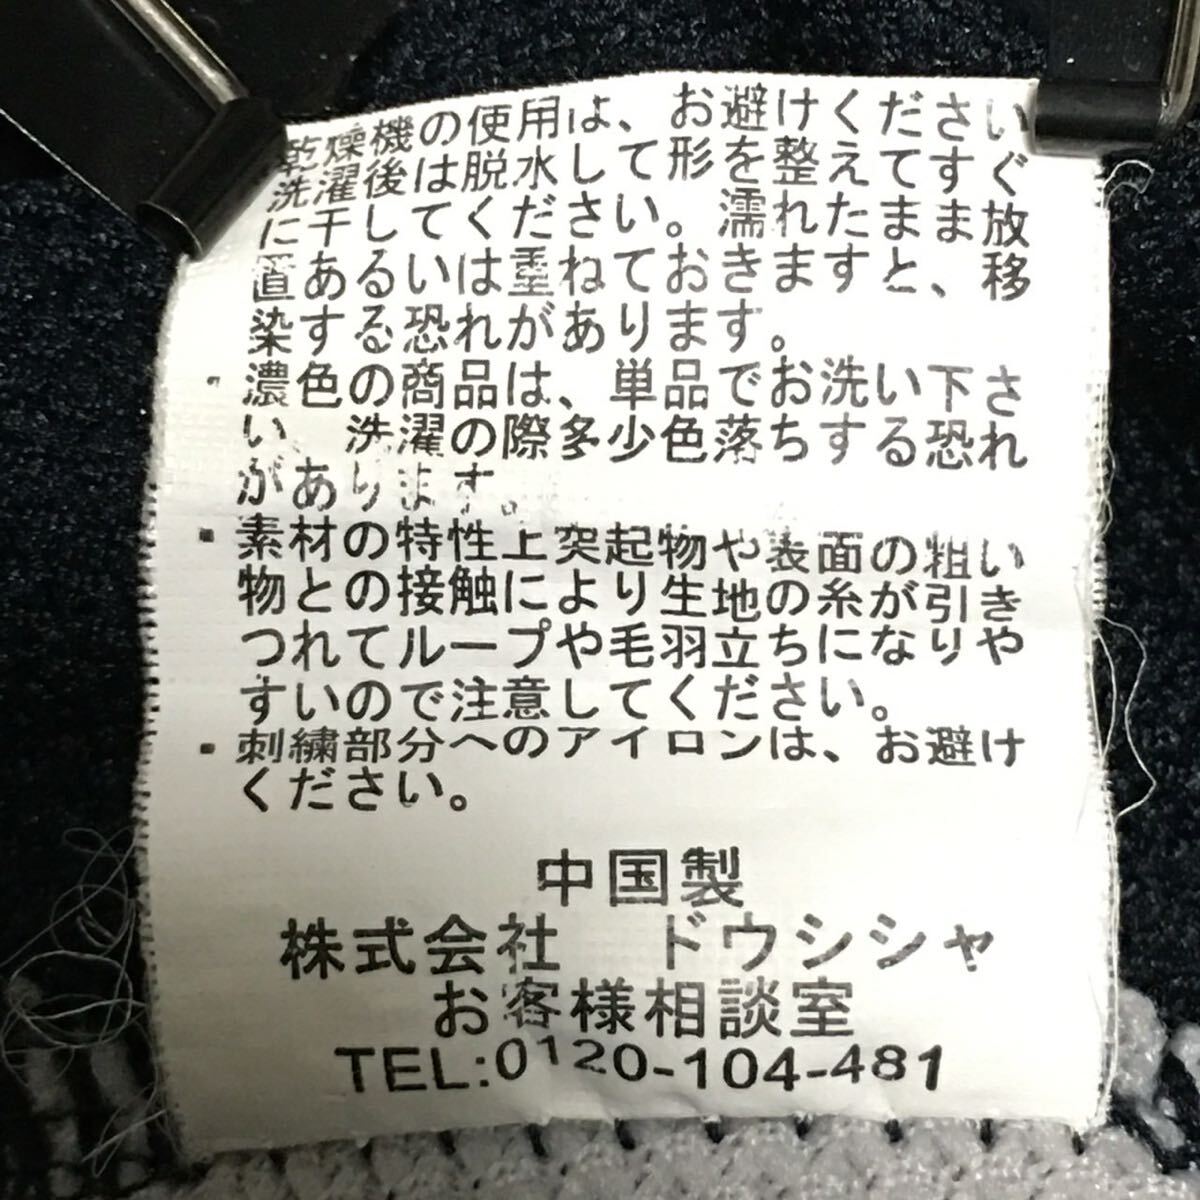 乾燥機の使用は、お避けください
洗濯後は脱水して形を整えてすぐ
に干してください。濡れたまま放
置あるいは重ねておきますと、移
染する恐れがあります。
・濃色の商品は、単品でお洗い下さ
い、洗濯の際多少色落ちする恐れ
があります。
・素材の特性上突起物や表面の粗い
物との接触により生地の糸が引き
つれてループや毛羽立ちになりや
すいので注意してください。
・刺繍部分へのアイロンは、お避け
ください。
中国製
株式会社　ドウシシャ
お客様相談室
TEL:0120-104-481